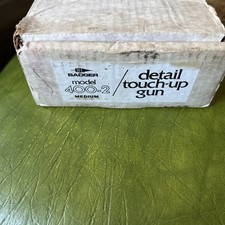 BADGER
model
400-2
MEDIUM
detail
touch-up
gun